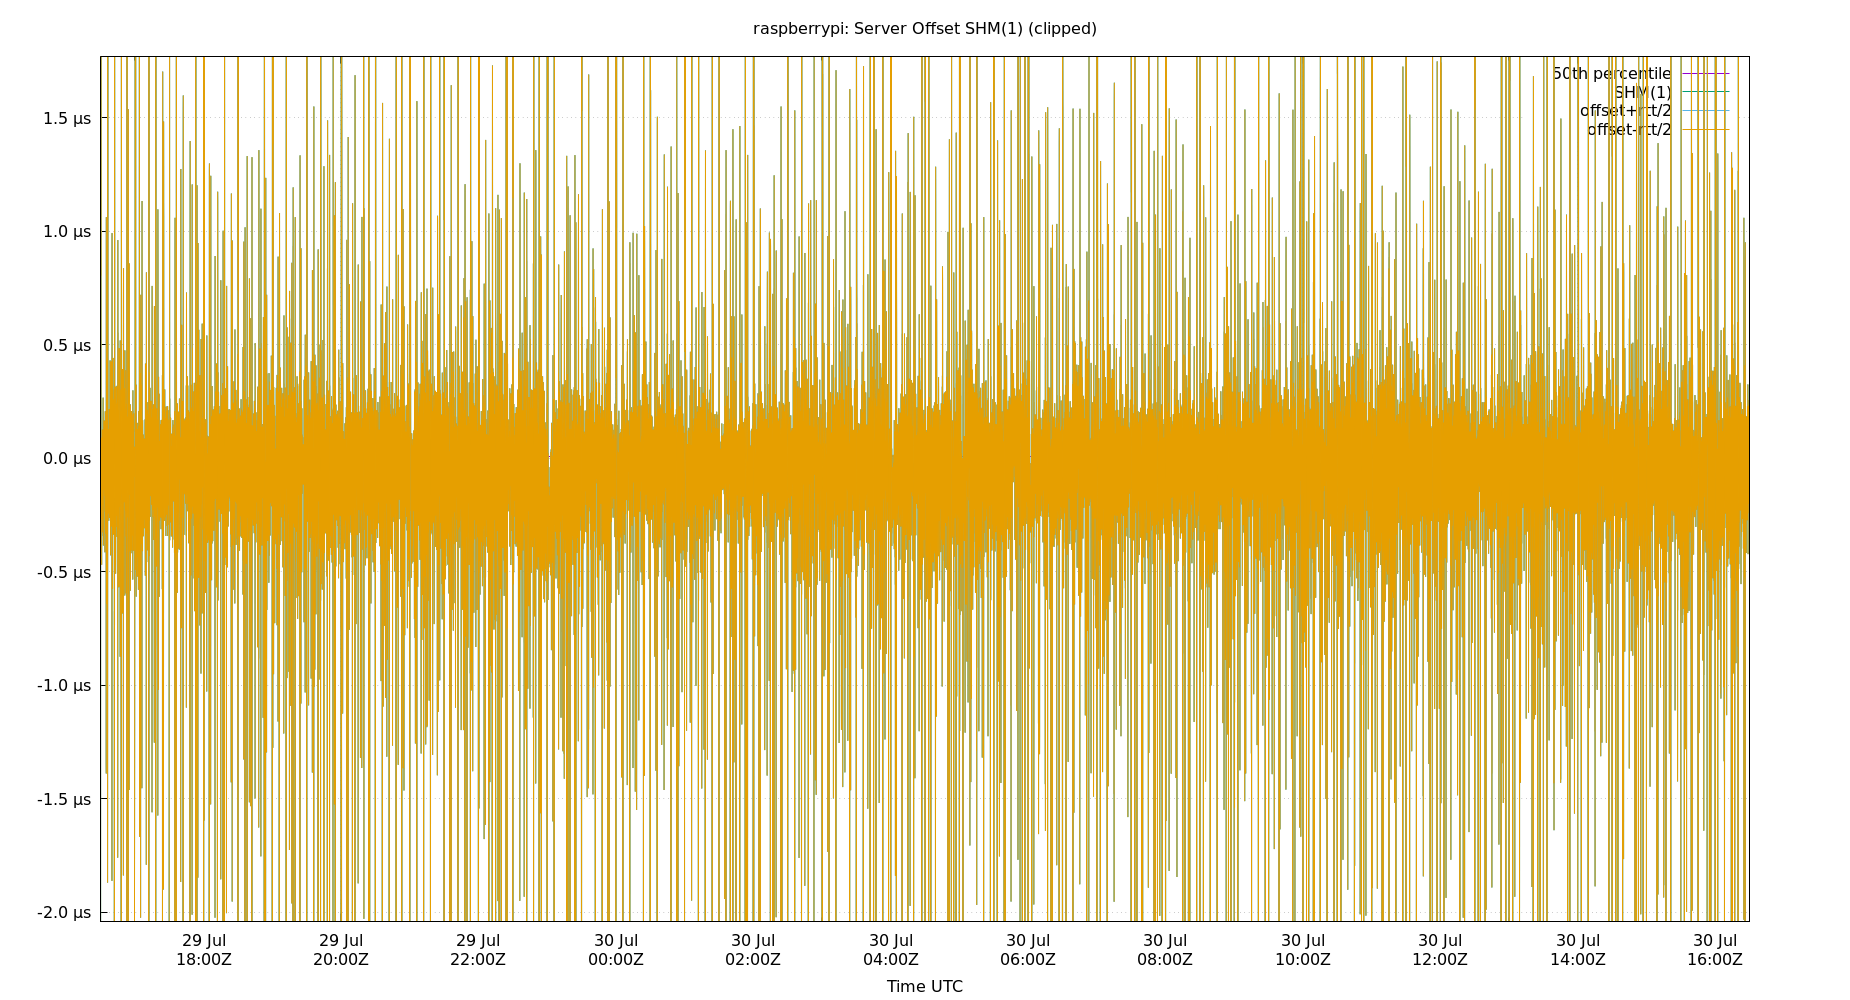 raspberrypi: Server Offset SHM(1) (clipped)
50th percentile
SHM(1)
offset+rtt/2
offset-rtt/2
1.5 µs
1.0 µs
0.5 µs
0.0 µs
-0.5 µs
-1.0 µs
-1.5 µs
-2.0 µs
29 Jul 29 Jul 29 Jul 30 Jul 30 Jul 30 Jul 30 Jul 30 Jul 30 Jul 30 Jul 30 Jul 30 Jul
18:00Z 20:00Z 22:00Z 00:00Z 02:00Z 04:00Z 06:00Z 08:00Z 10:00Z 12:00Z 14:00Z 16:00Z
Time UTC